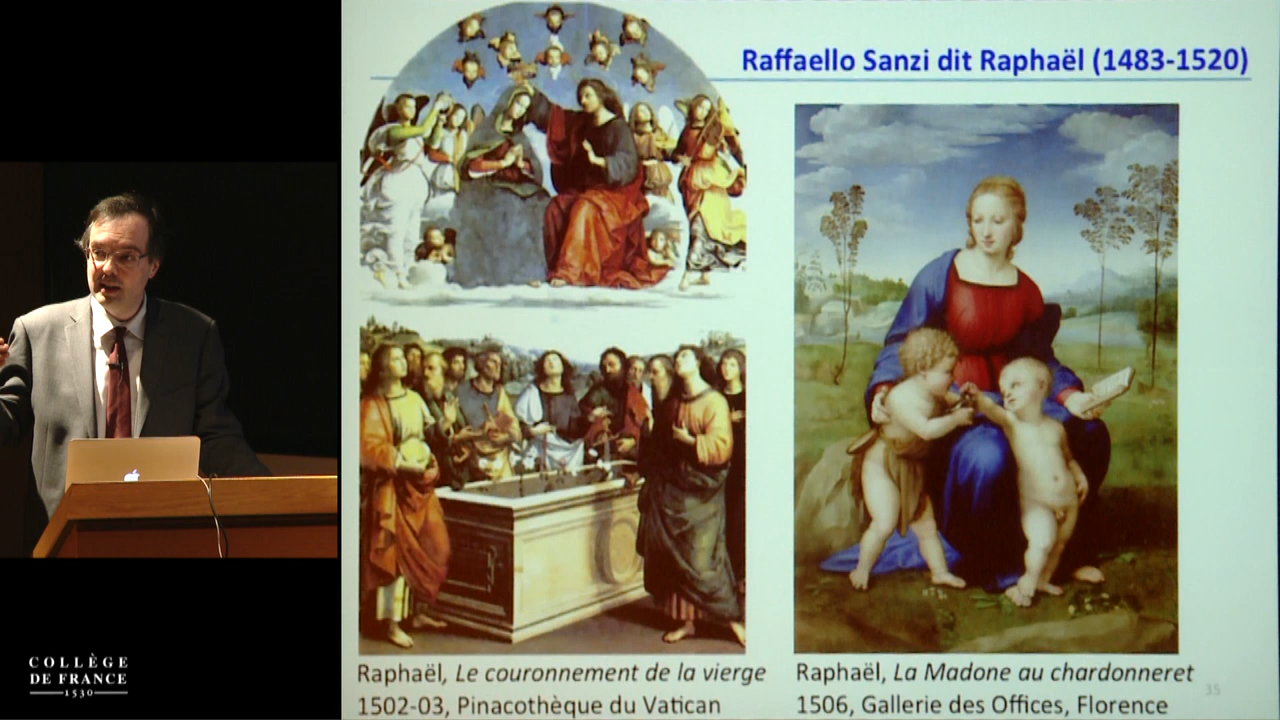 Raffaello Sanzi dit Raphaël (1483-1520)
Raphaël, Le couronnement de la vierge
1502-03, Pinacothèque du Vatican
Raphaël, La Madone au chardonneret
1506, Gallerie des Offices, Florence
35
COLLÈGE
DE FRANCE
1530